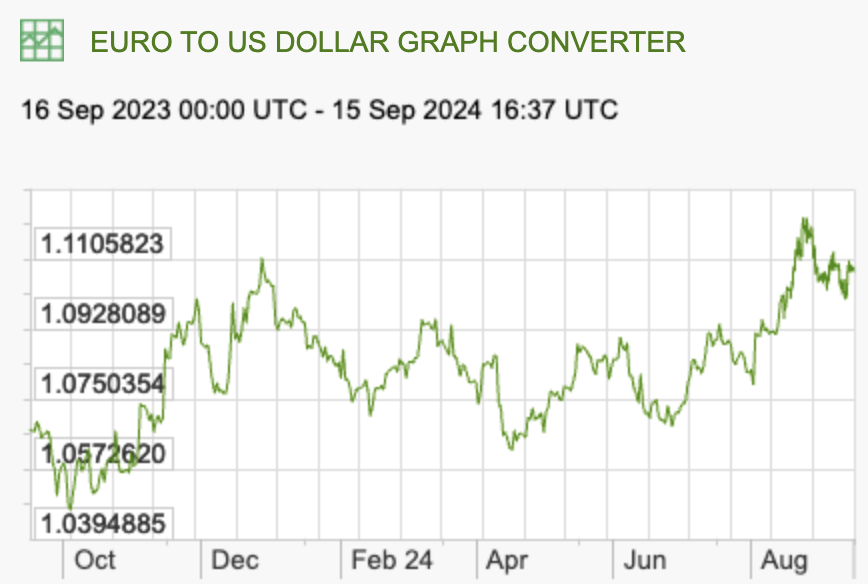 EURO TO US DOLLAR GRAPH CONVERTER
16 Sep 2023 00:00 UTC - 15 Sep 2024 16:37 UTC
1.1105823
1.0928089
1.0750354
1.0572620
1.0394885
Oct Dec Feb 24 Apr Jun Aug